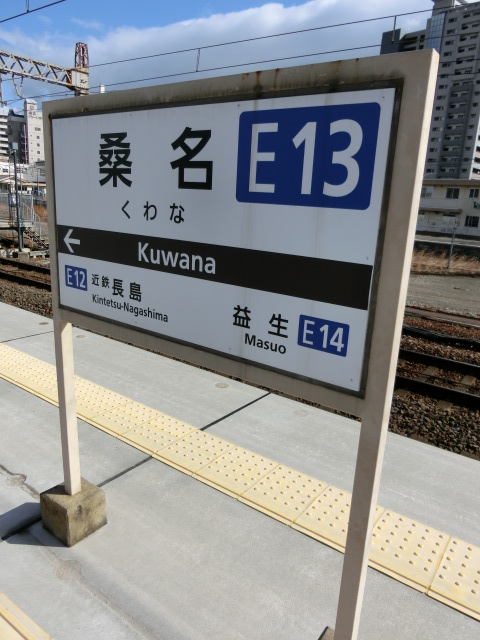 桑名 E13
くわな
Kuwana
E12 近鉄長島
Kintetsu-Nagashima
益生 E14
Masuo